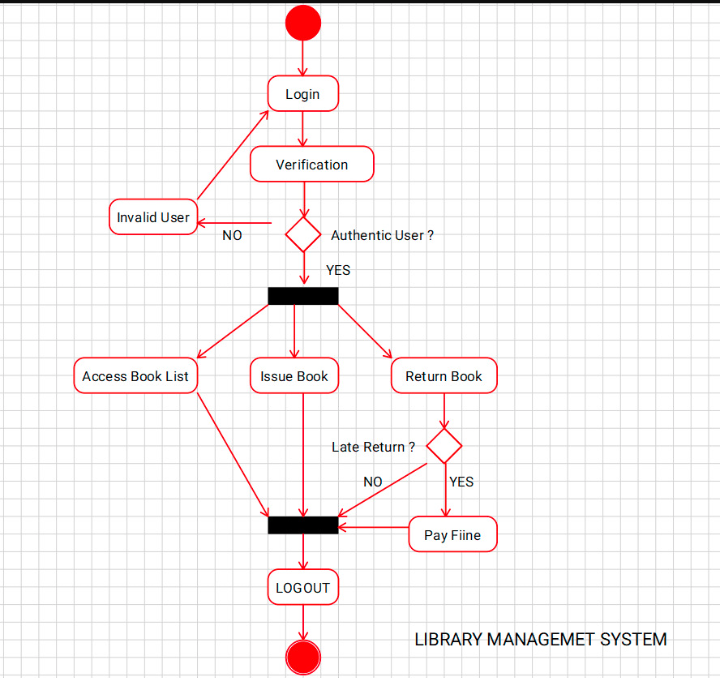 Login
Verification
Invalid User
NO
Authentic User ?
YES
Access Book List
Issue Book
Return Book
Late Return ?
NO
YES
Pay Fiine
LOGOUT
LIBRARY MANAGEMET SYSTEM